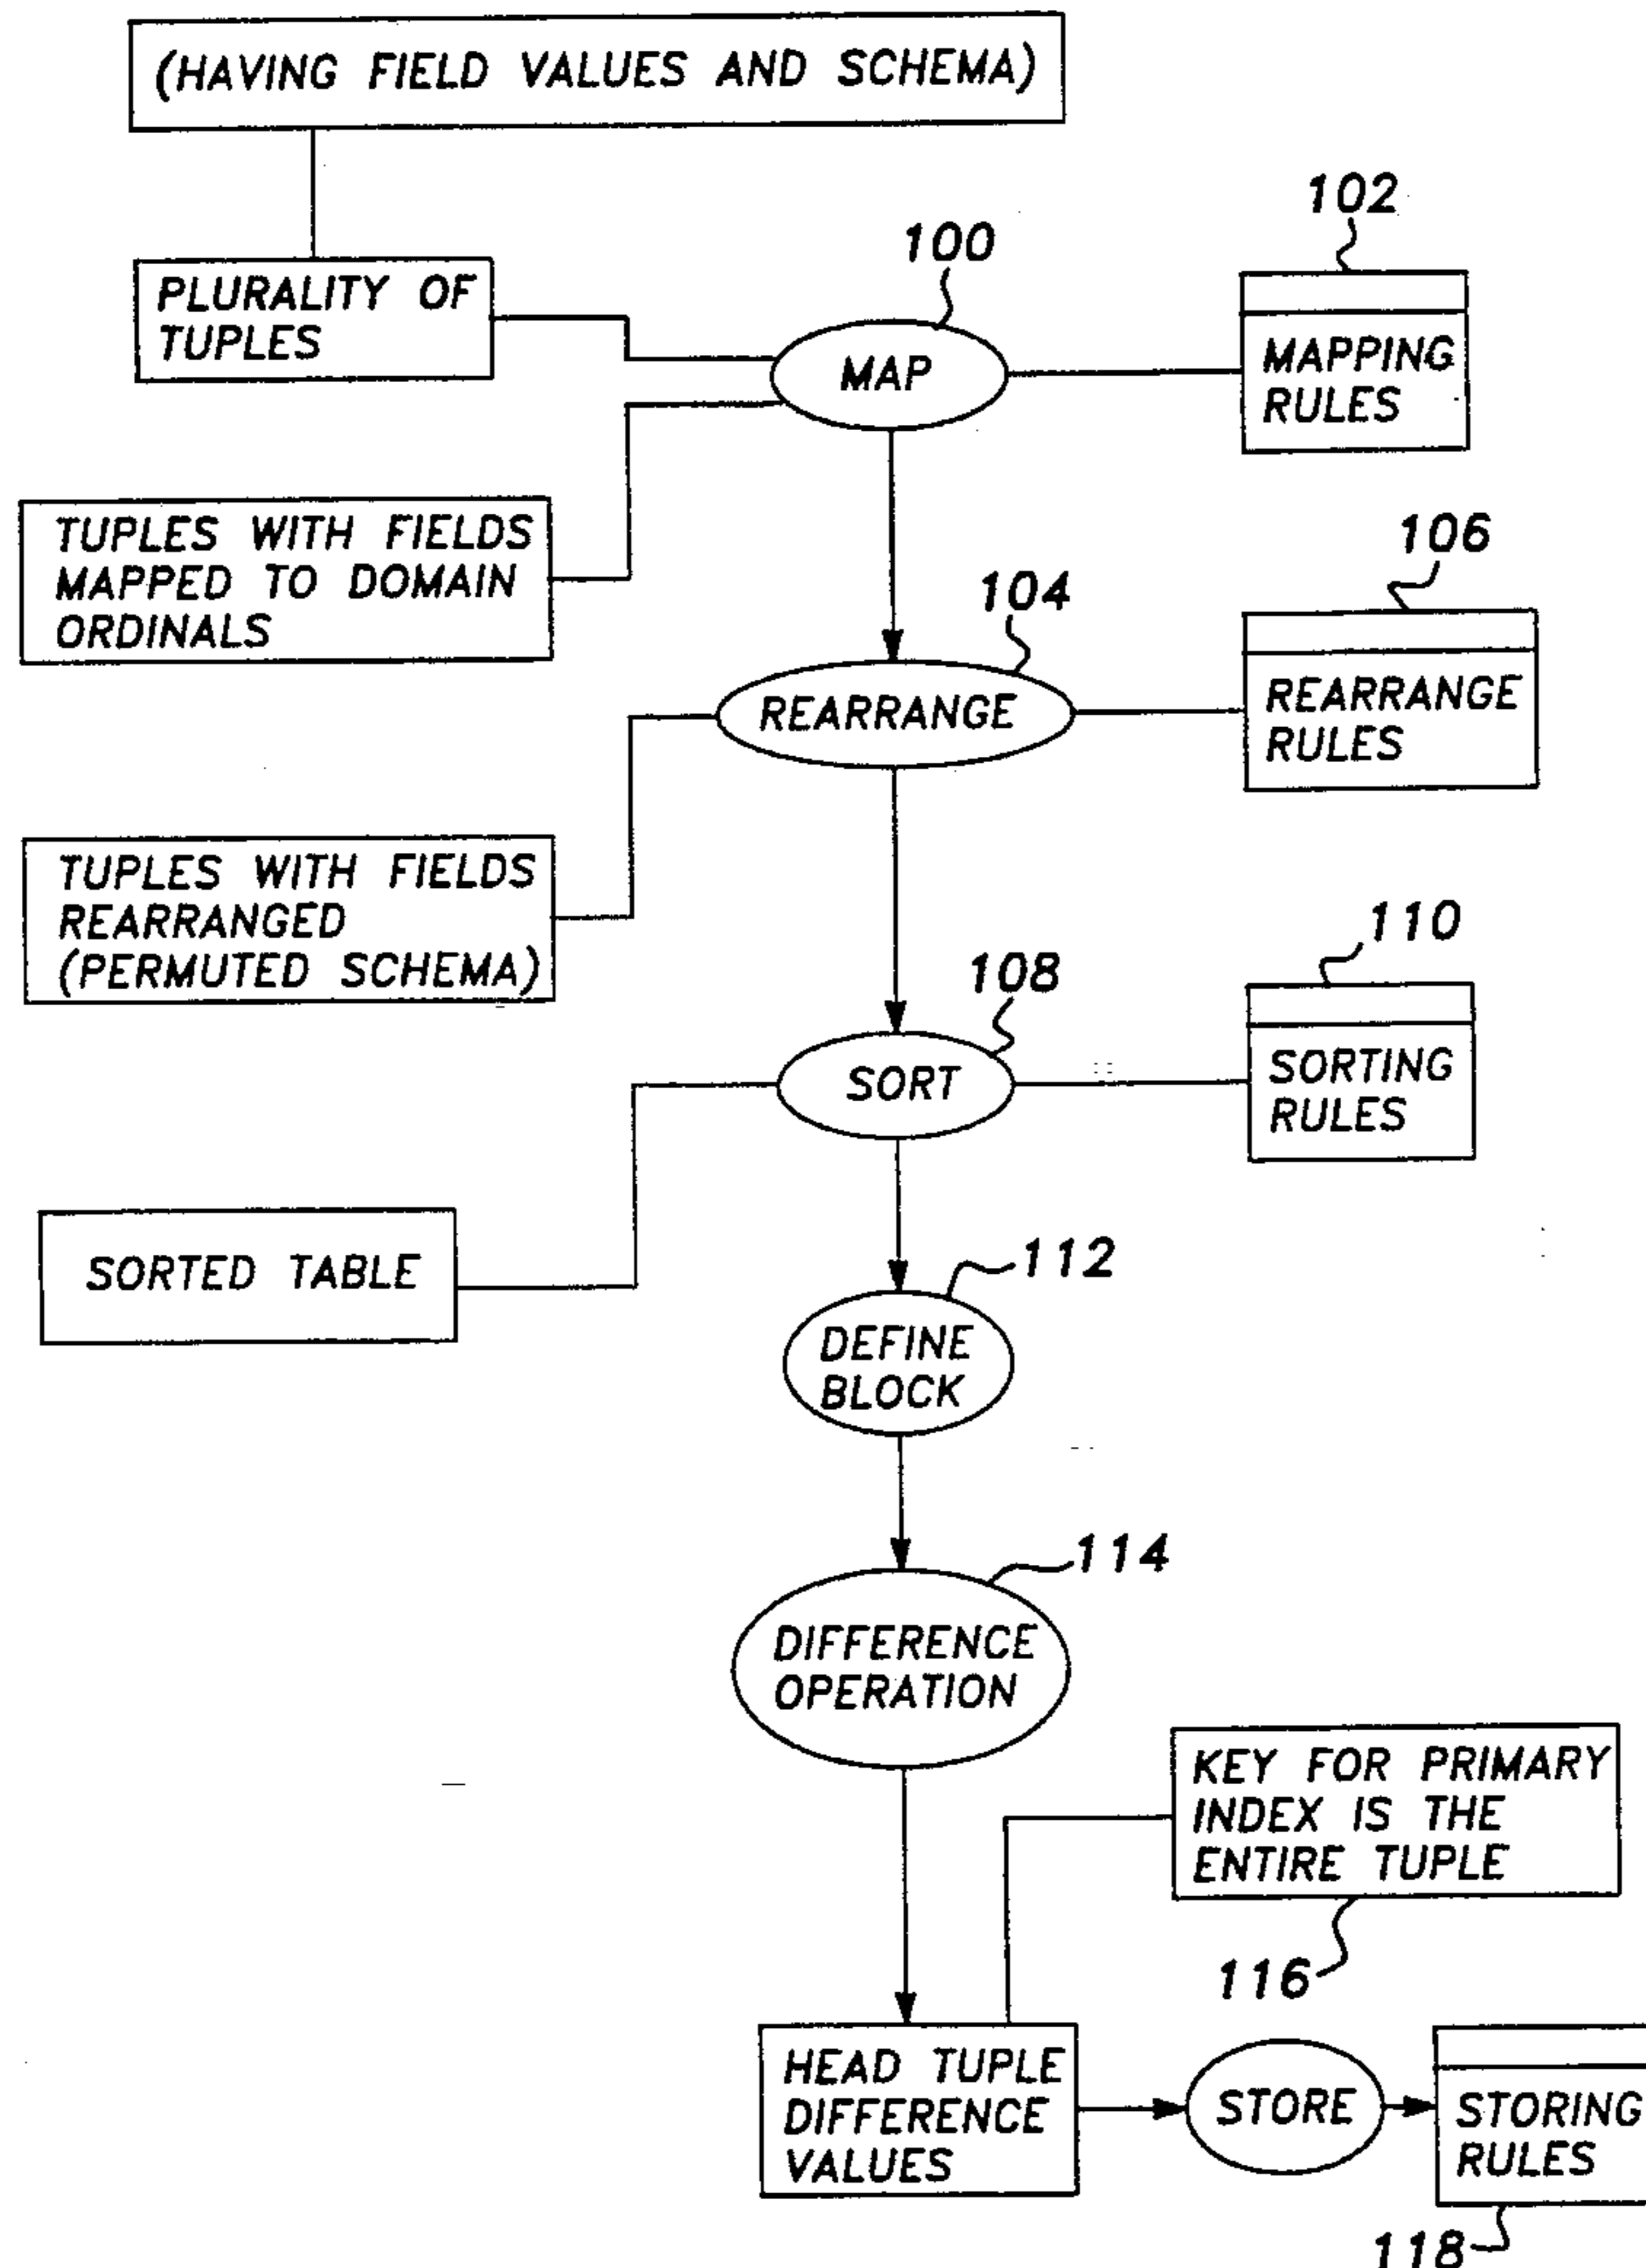 (HAVING FIELD VALUES AND SCHEMA)
102
100
PLURALITY OF
TUPLES
MAP
MAPPING
RULES
TUPLES WITH FIELDS
MAPPED TO DOMAIN
ORDINALS
106
104
REARRANGE
REARRANGE
RULES
TUPLES WITH FIELDS
REARRANGED
(PERMUTED SCHEMA)
110
108
SORT
SORTING
RULES
SORTED TABLE
112
DEFINE
BLOCK
114
DIFFERENCE
OPERATION
KEY FOR PRIMARY
INDEX IS THE
ENTIRE TUPLE
116
HEAD TUPLE
DIFFERENCE
VALUES
STORE
STORING
RULES
118